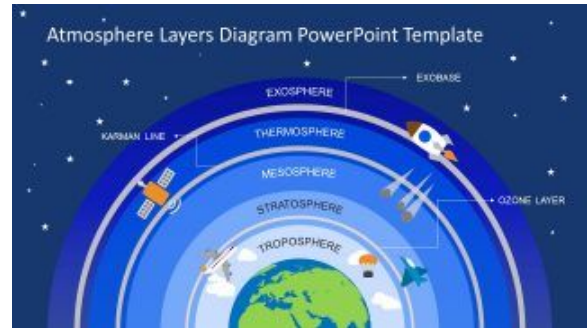 Atmosphere Layers Diagram PowerPoint Template
EXOBASE
EXOSPHERE
KARMAN LINE
THERMOSPHERE
MESOSPHERE
OZONE LAYER
STRATOSPHERE
TROPOSPHERE